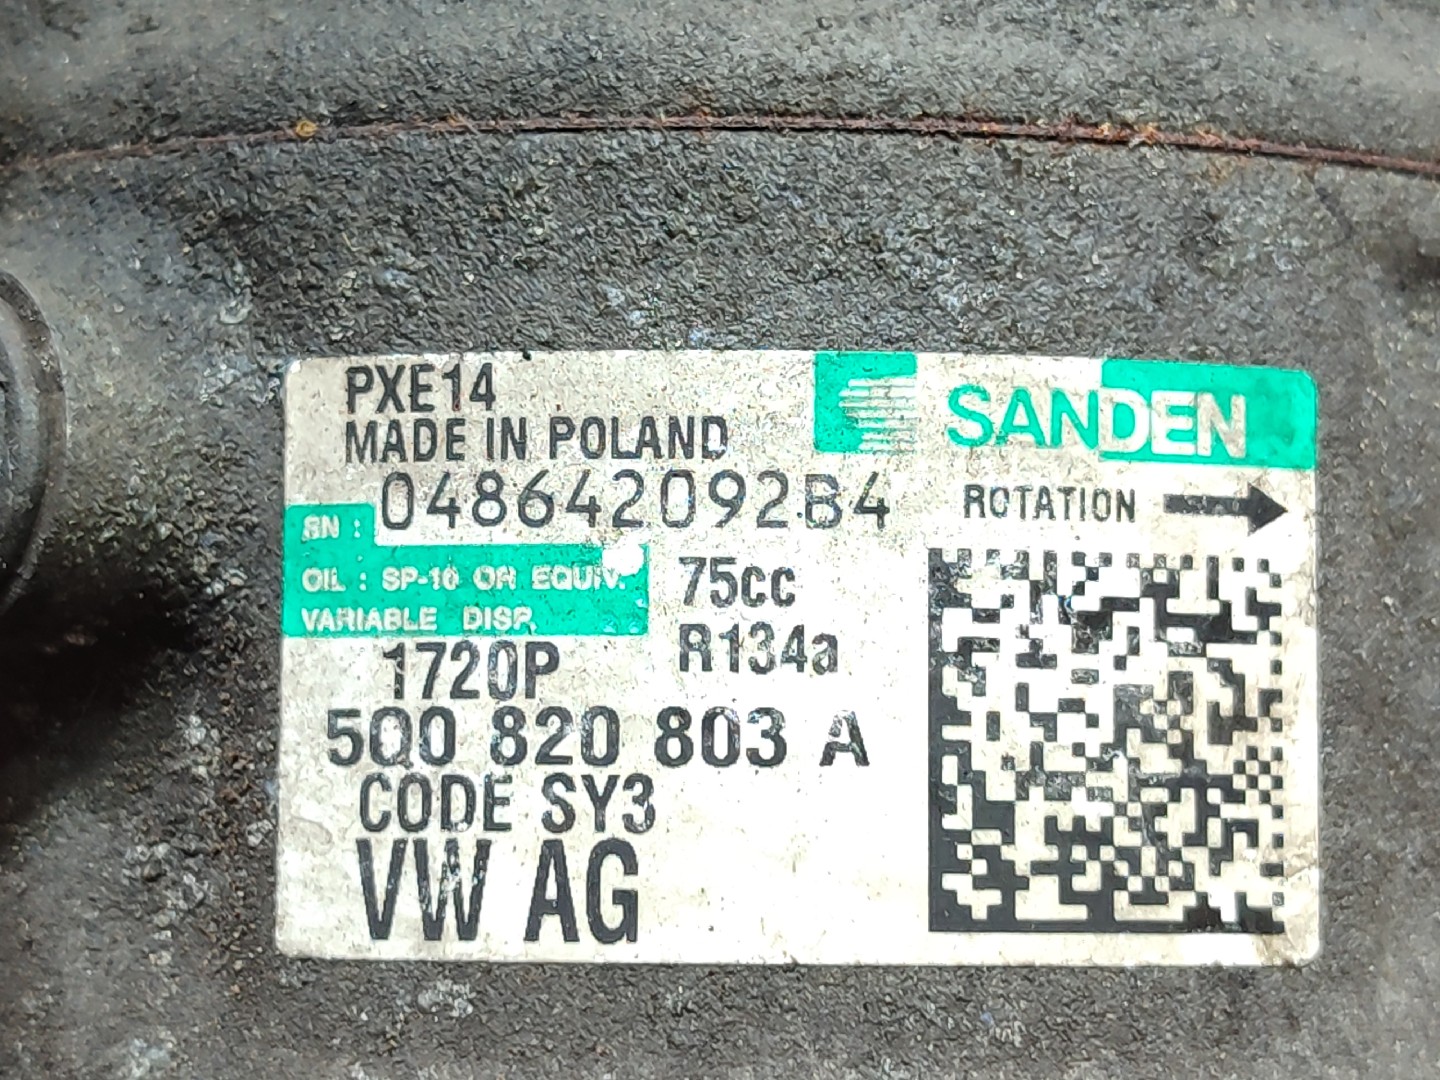 PXE14
SANDEN
MADE IN POLAND
SN : 048642092B4
ROTATION
OIL : SP-10 OR EQUIV.
75cc
VARIABLE DISP.
R134a
1720P
5Q0 820 803 A
CODE SY3
VW AG